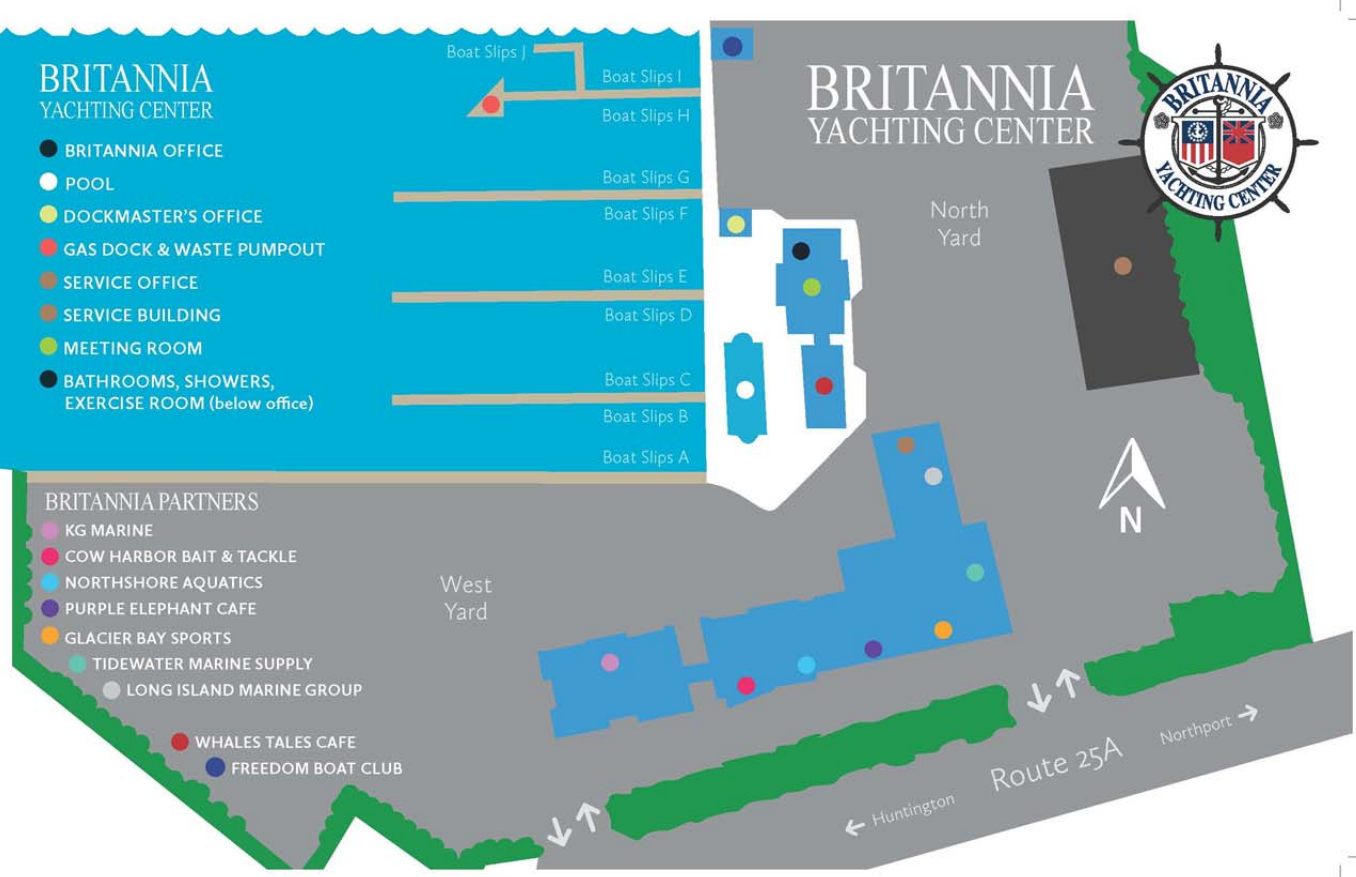 BRITANNIA
YACHTING CENTER
BRITANNIA OFFICE
POOL
DOCKMASTER'S OFFICE
GAS DOCK & WASTE PUMPOUT
SERVICE OFFICE
SERVICE BUILDING
MEETING ROOM
BATHROOMS, SHOWERS,
EXERCISE ROOM (below office)
Boat Slips J
Boat Slips I
Boat Slips H
Boat Slips G
Boat Slips F
Boat Slips E
Boat Slips D
Boat Slips C
Boat Slips B
Boat Slips A
BRITANNIA
YACHTING CENTER
BRITANNIA
YACHTING CENTER
North
Yard
N
BRITANNIA PARTNERS
KG MARINE
COW HARBOR BAIT & TACKLE
NORTHSHORE AQUATICS
PURPLE ELEPHANT CAFE
GLACIER BAY SPORTS
TIDEWATER MARINE SUPPLY
LONG ISLAND MARINE GROUP
WHALES TALES CAFE
FREEDOM BOAT CLUB
West
Yard
Northport
Route 25A
Huntington